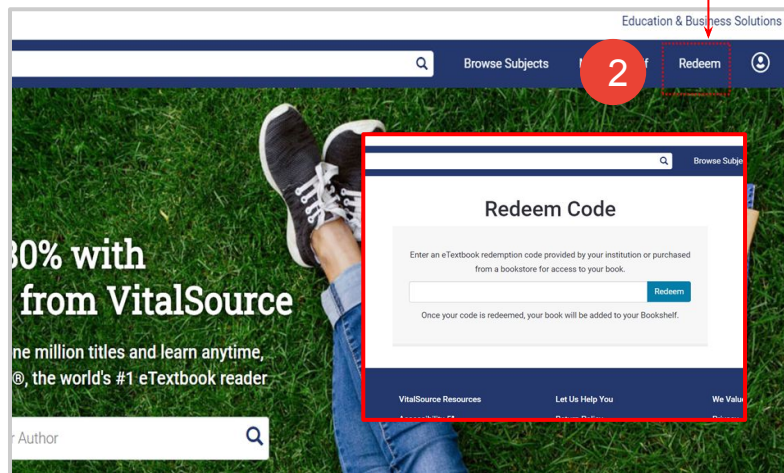 Education & Business Solutions
Browse Subjects
2
Redeem
Browse Subje
Redeem Code
Enter an eTextbook redemption code provided by your institution or purchased
from a bookstore for access to your book.
Redeem
Once your code is redeemed, your book will be added to your Bookshelf.
VitalSource Resources
Let Us Help You
We Valu
30% with
from VitalSource
ne million titles and learn anytime,
®, the world's #1 eTextbook reader
r Author